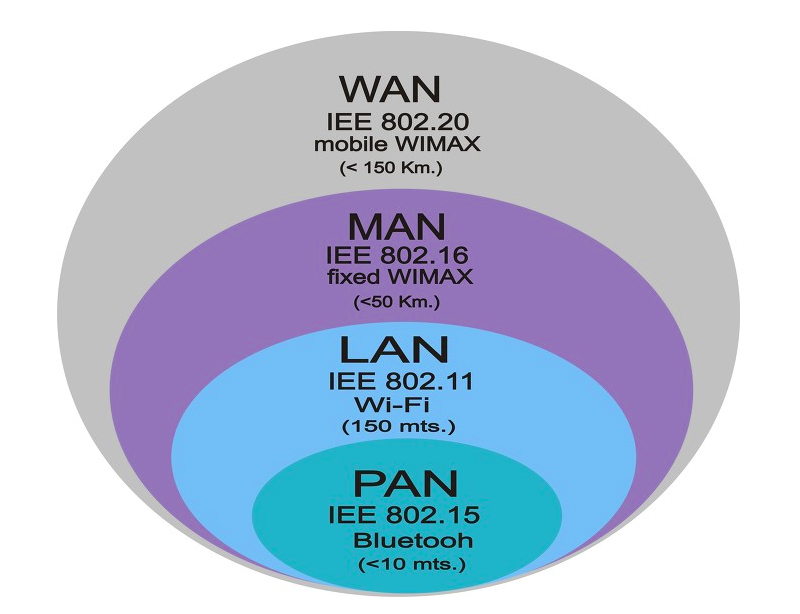 WAN
IEE 802.20
mobile WIMAX
(< 150 Km.)
MAN
IEE 802.16
fixed WIMAX
(<50 Km.)
LAN
IEE 802.11
Wi-Fi
(150 mts.)
PAN
IEE 802.15
Bluetooh
(<10 mts.)